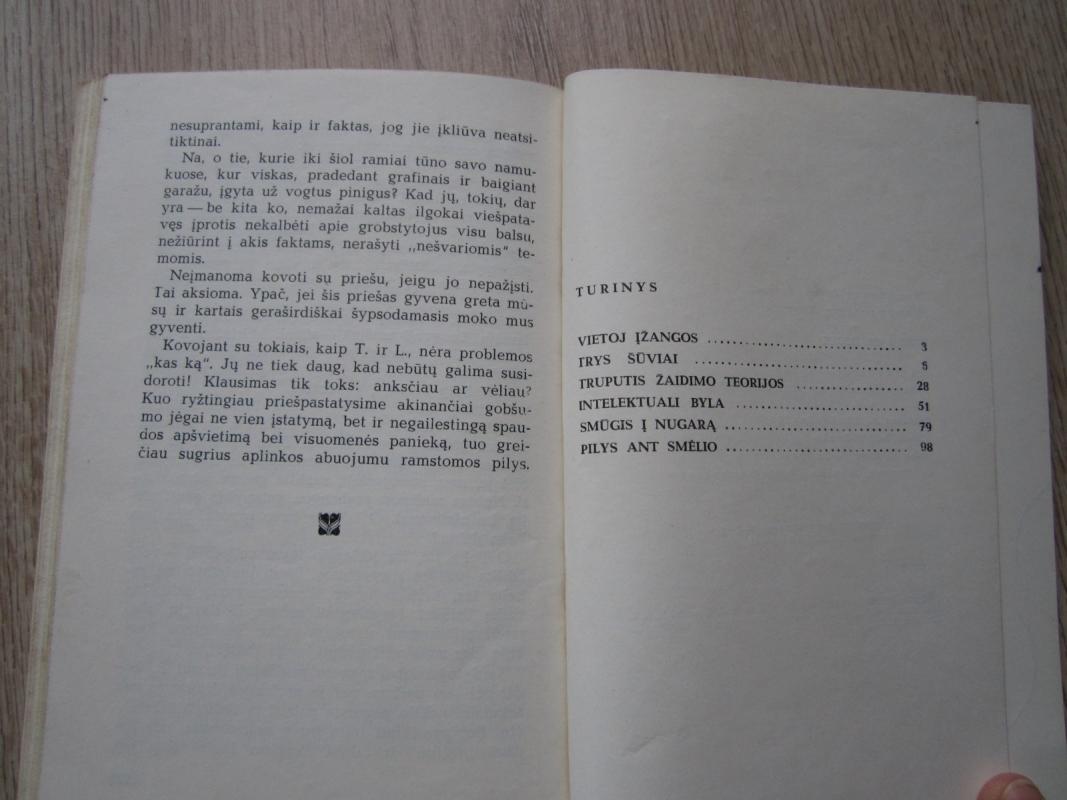 nesuprantami, kaip ir faktas, jog jie įkliūva neatsi-
tiktinai.
Na, o tie, kurie iki šiol ramiai tūno savo namu-
kuose, kur viskas, pradedant grafinais ir baigiant
garažu, įgyta už vogtus pinigus? Kad jų, tokių, dar
yra — be kita ko, nemažai kaltas ilgokai viešpata-
vęs įprotis nekalbėti apie grobstytojus visu balsu,
nežiūrint į akis faktams, nerašyti „nešvariomis“ te-
momis.
Neįmanoma kovoti su priešu, jeigu jo nepažįsti.
Tai aksioma. Ypač, jei šis priešas gyvena greta mū-
sų ir kartais geraširdiškai šypsodamasis moko mus
gyventi.
Kovojant su tokiais, kaip T. ir L., nėra problemos
„kas ką“. Jų ne tiek daug, kad nebūtų galima susi-
doroti! Klausimas tik toks: anksčiau ar vėliau?
Kuo ryžtingiau priešpastatysime akinančiai gobšu-
mo jėgai ne vien įstatymą, bet ir negailestingą spau-
dos apšvietimą bei visuomenės panieką, tuo grei-
čiau sugrius aplinkos abuojumu ramstomos pilys.
TURINYS
VIETOJ ĮŽANGOS .......................... 3
TRYS ŠŪVIAI .......................... 5
TRUPUTIS ŽAIDIMO TEORIJOS .............. 28
INTELEKTUALI BYLA ...................... 51
SMŪGIS Į NUGARĄ ...................... 79
PILYS ANT SMĖLIO ...................... 98